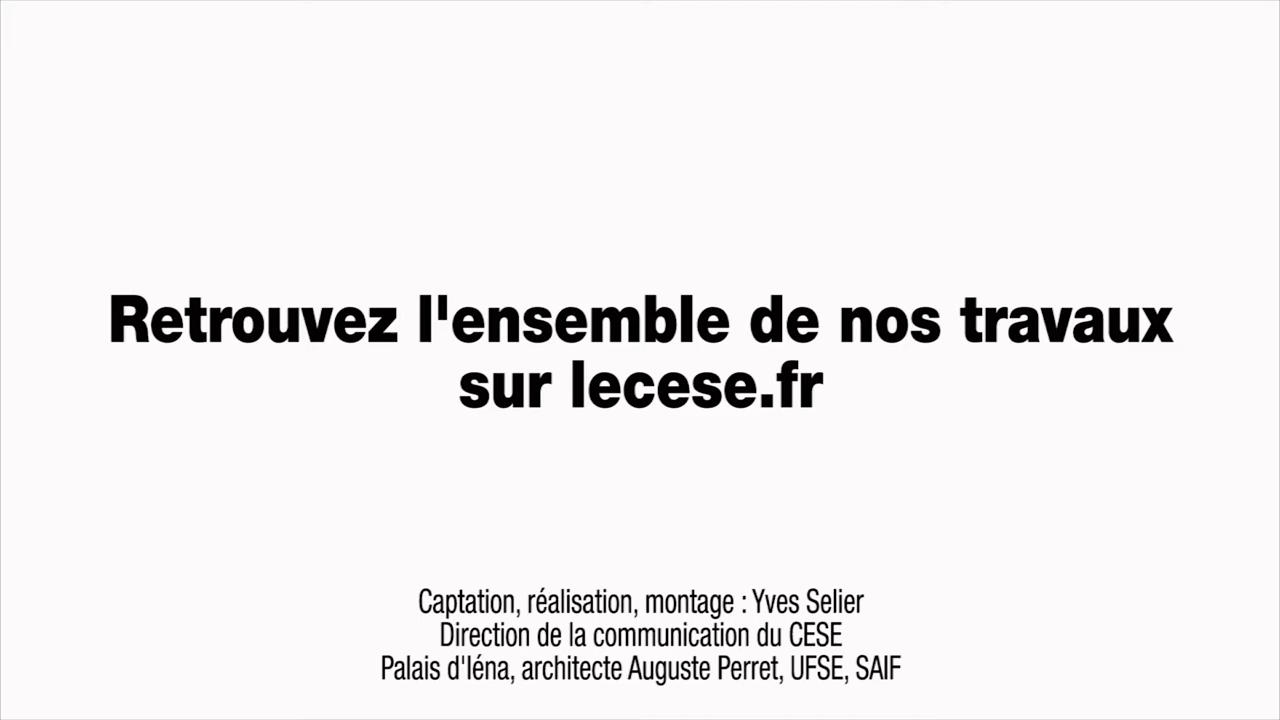 Retrouvez l'ensemble de nos travaux
sur lecese.fr
Captation, réalisation, montage : Yves Selier
Direction de la communication du CESE
Palais d'Iéna, architecte Auguste Perret, UFSE, SAIF